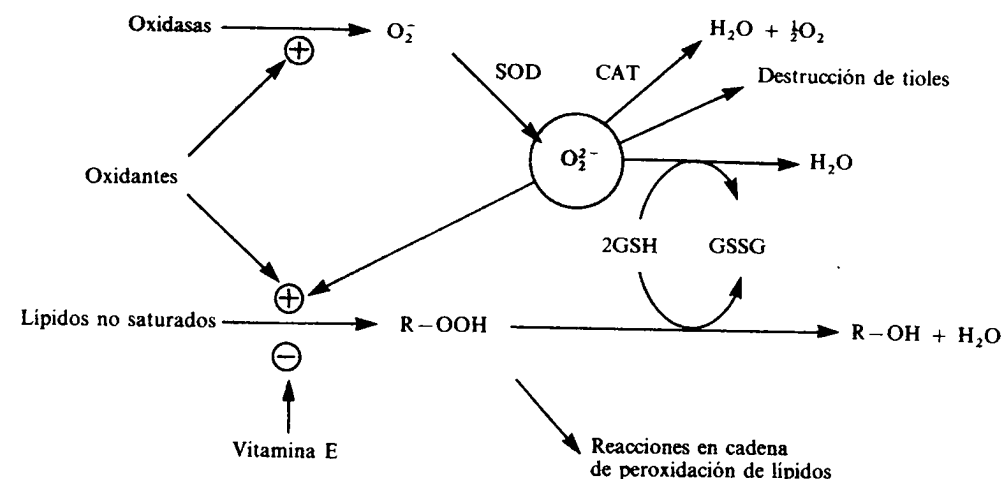 Oxidasas
O₂⁻
H₂O + ½O₂
SOD
CAT
Destrucción de tioles
O₂²⁻
H₂O
Oxidantes
2GSH
GSSG
Lípidos no saturados
R–OOH
R–OH + H₂O
Vitamina E
Reacciones en cadena
de peroxidación de lípidos